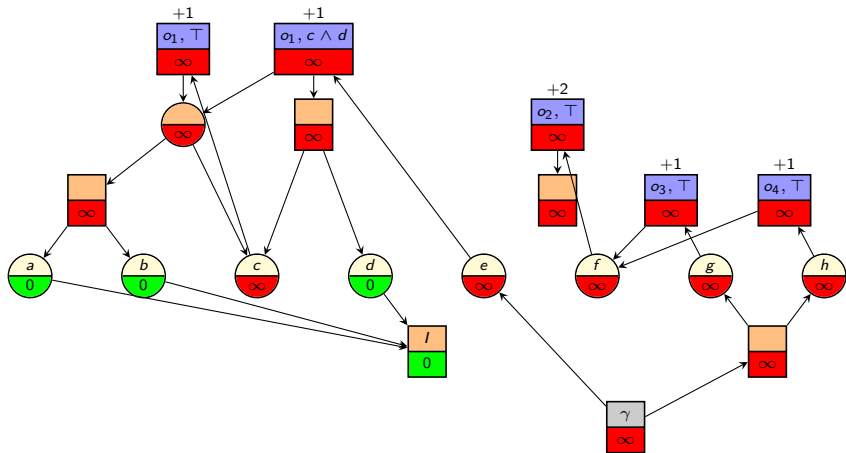 +1 +1
o₁, ⊤ o₁, c ∧ d
∞ ∞
+2
o₂, ⊤
∞ ∞ ∞
+1 +1
o₃, ⊤ o₄, ⊤
∞ ∞ ∞ ∞
a b c d e f g h
0 0 ∞ 0 ∞ ∞ ∞ ∞
I
0 ∞
γ
∞